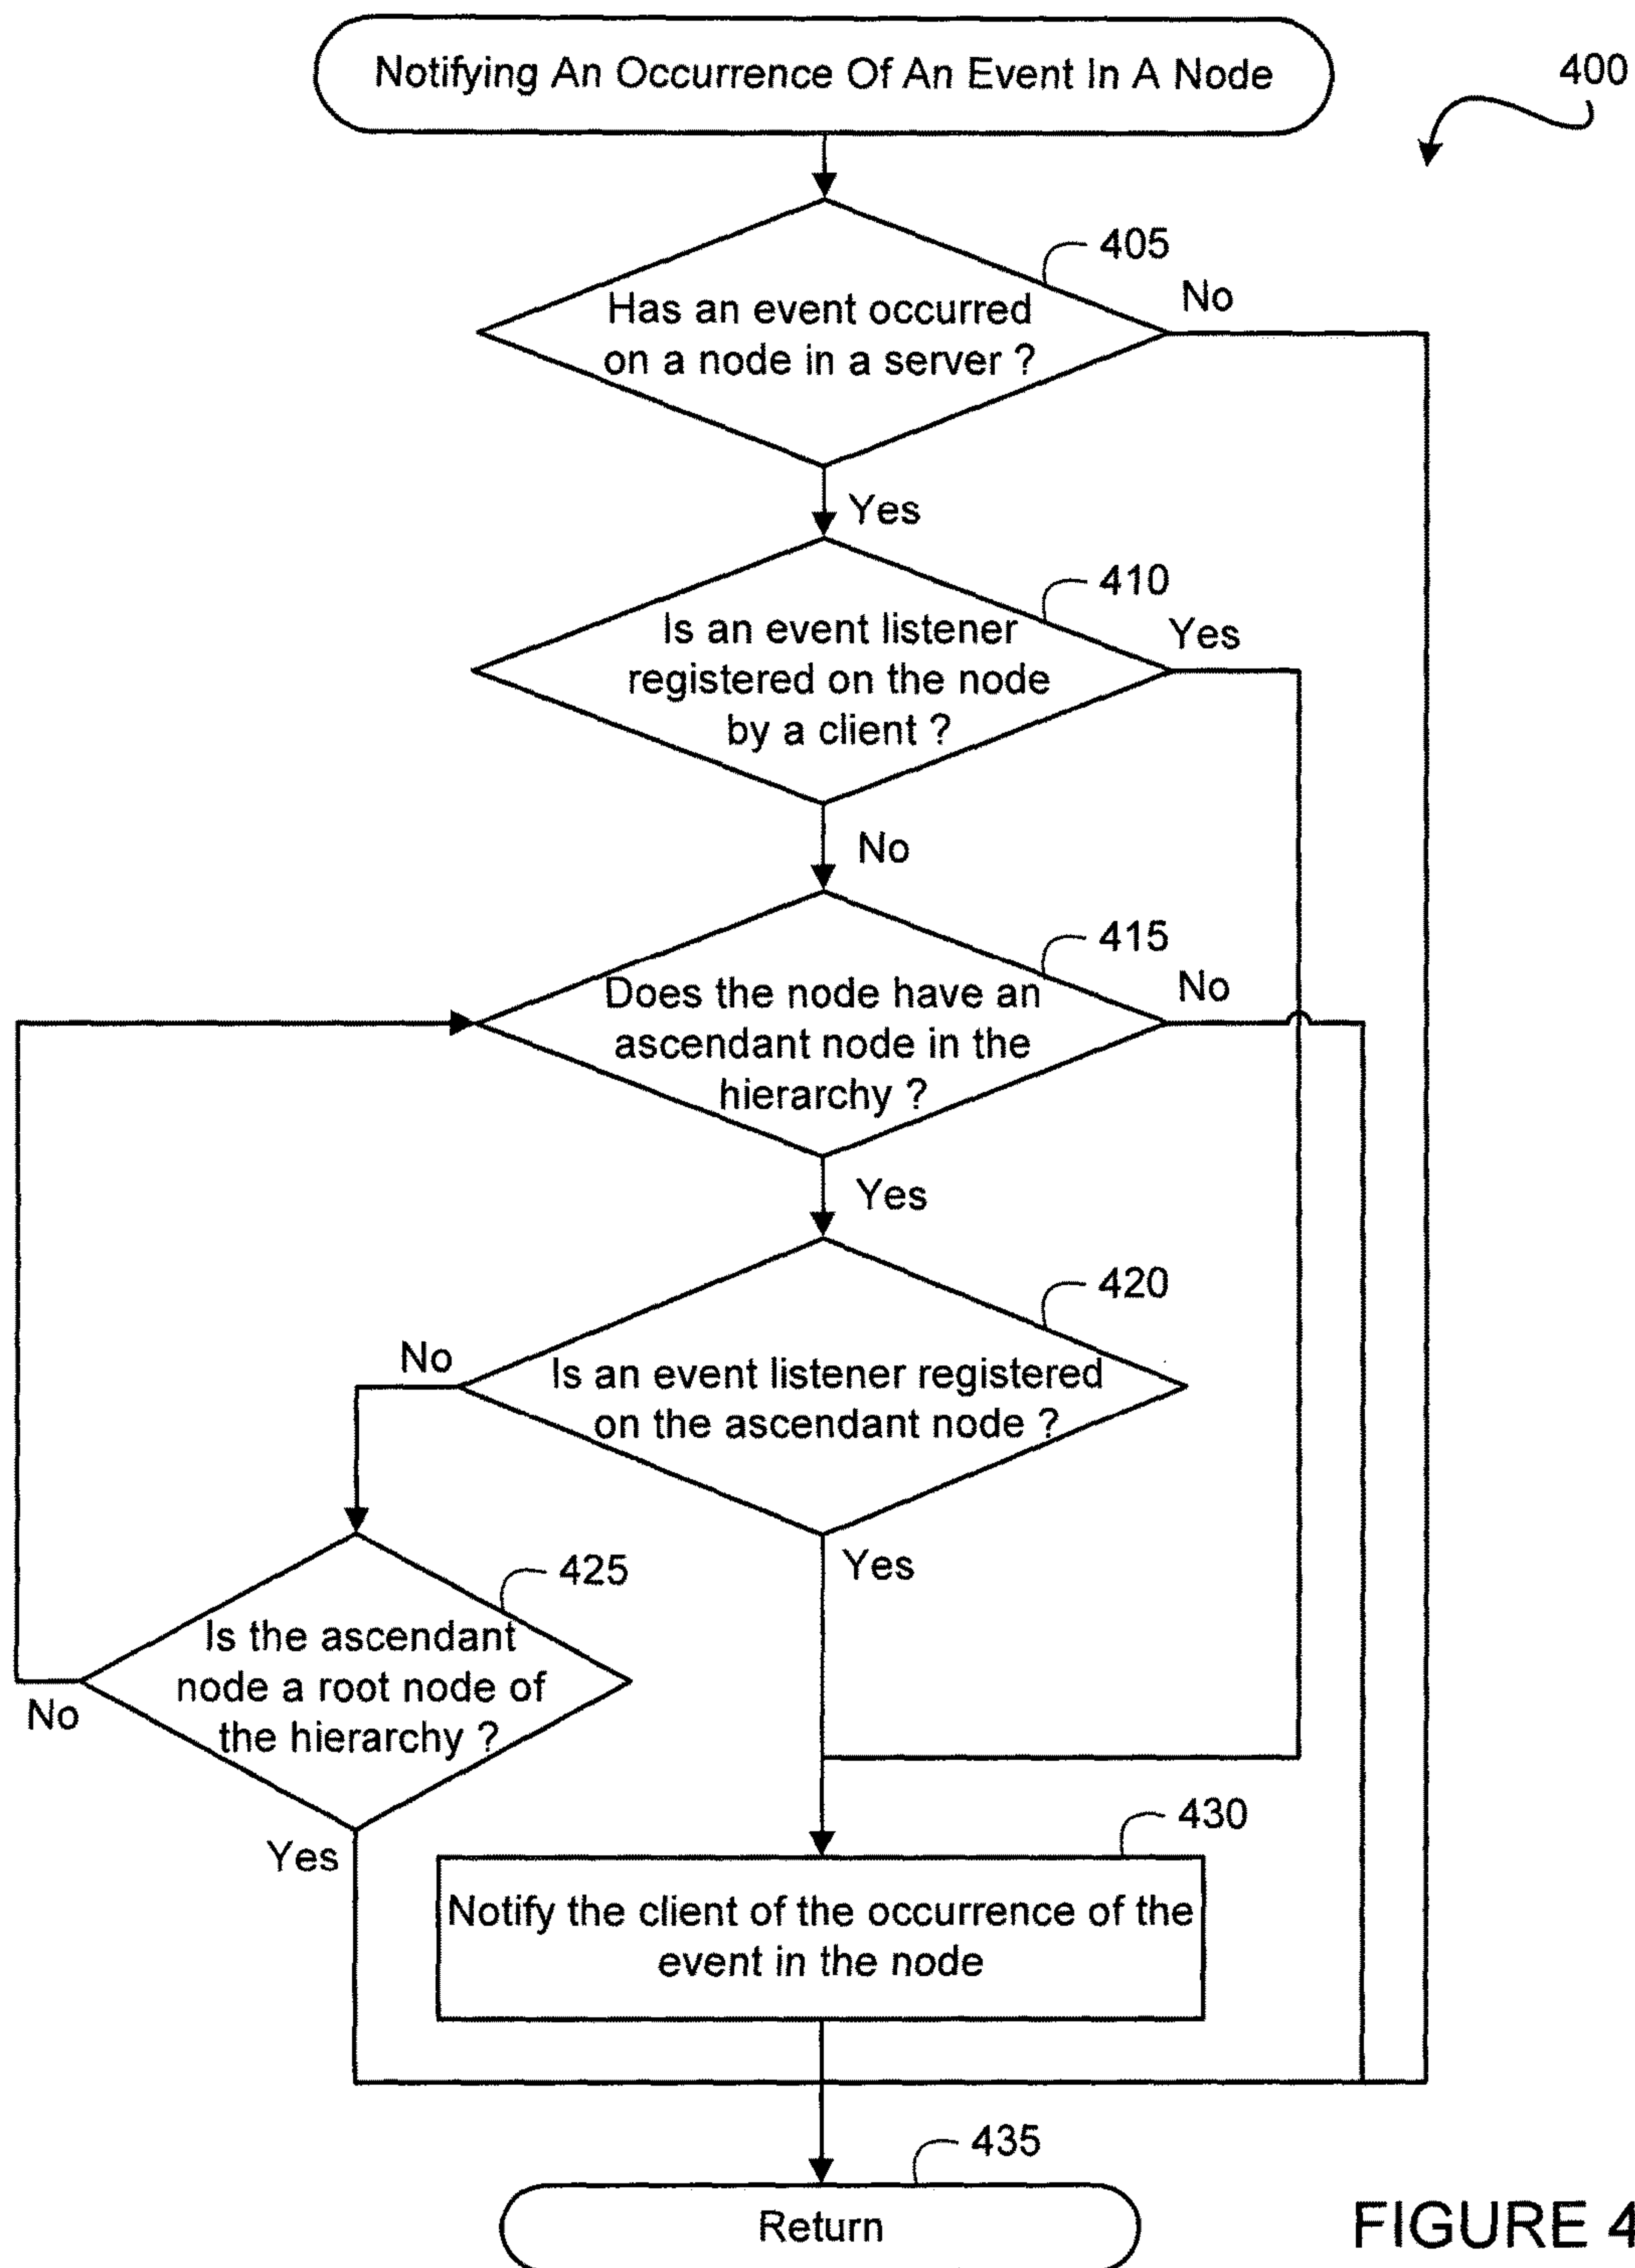 Notifying An Occurrence Of An Event In A Node
400
405
Has an event occurred
on a node in a server ?
No
Yes
410
Is an event listener
registered on the node
by a client ?
Yes
No
415
Does the node have an
ascendant node in the
hierarchy ?
No
Yes
420
Is an event listener registered
on the ascendant node ?
No
Yes
425
Is the ascendant
node a root node of
the hierarchy ?
No
Yes
430
Notify the client of the occurrence of the
event in the node
435
Return
FIGURE 4